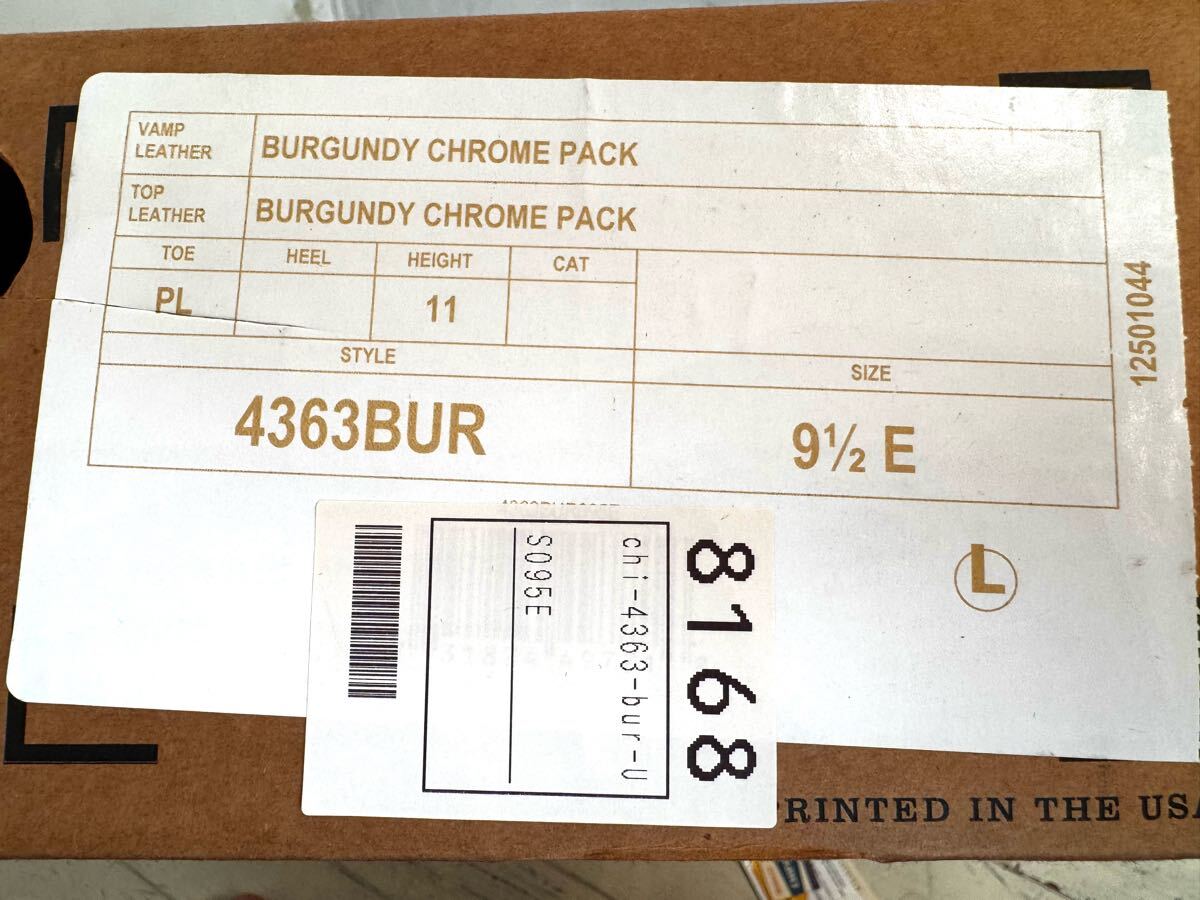 VAMP
LEATHER
BURGUNDY CHROME PACK
TOP
LEATHER
BURGUNDY CHROME PACK
TOE
HEEL
HEIGHT
CAT
PL
11
STYLE
SIZE
4363BUR
9½ E
12501044
L
8168
chi-4363-bur-U
S095E
RINTED IN THE USA